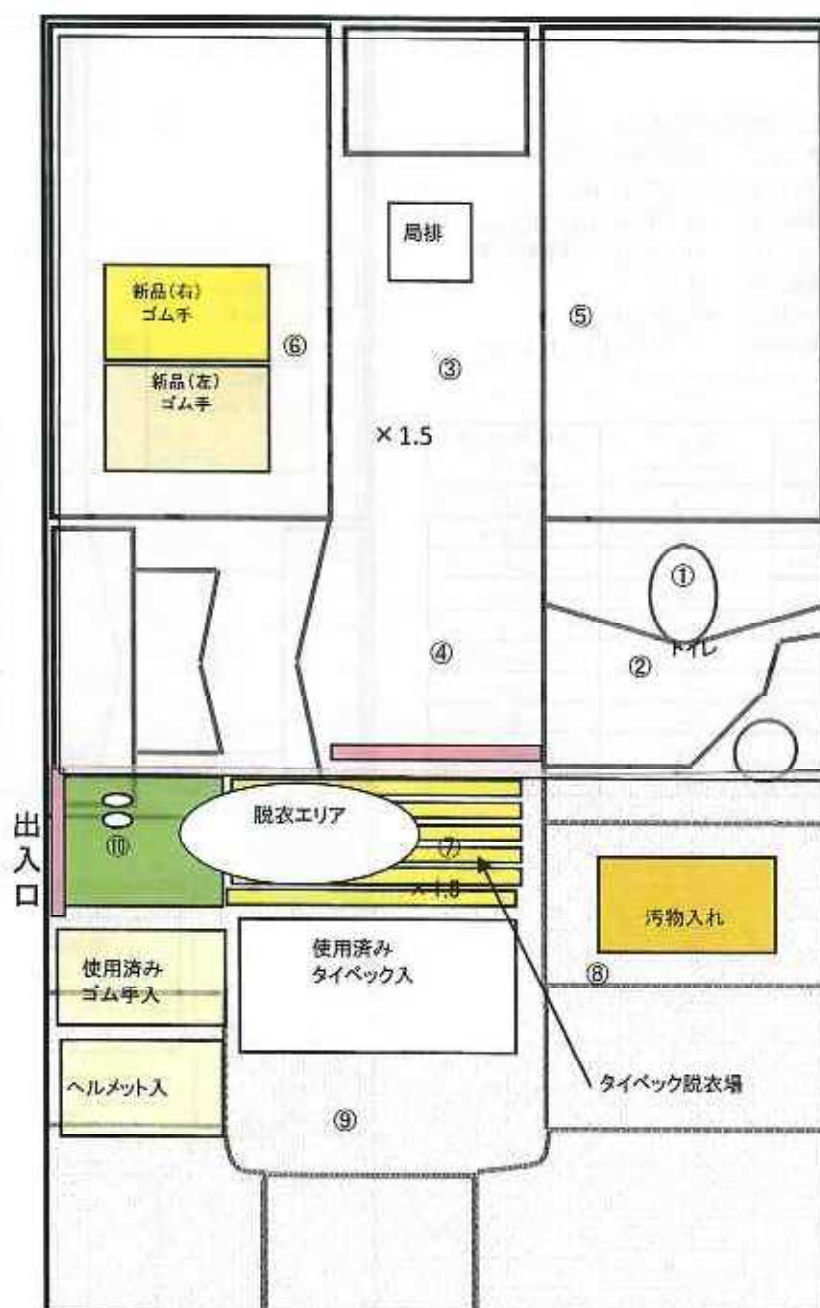 局排
新品(右)
ゴム手
⑥
⑤
③
新品(左)
ゴム手
× 1.5
①
④
②
トイレ
出入口
脱衣エリア
⑩
⑦
汚物入れ
使用済み
タイベック入
使用済み
ゴム手入
⑧
ヘルメット入
タイベック脱衣場
⑨